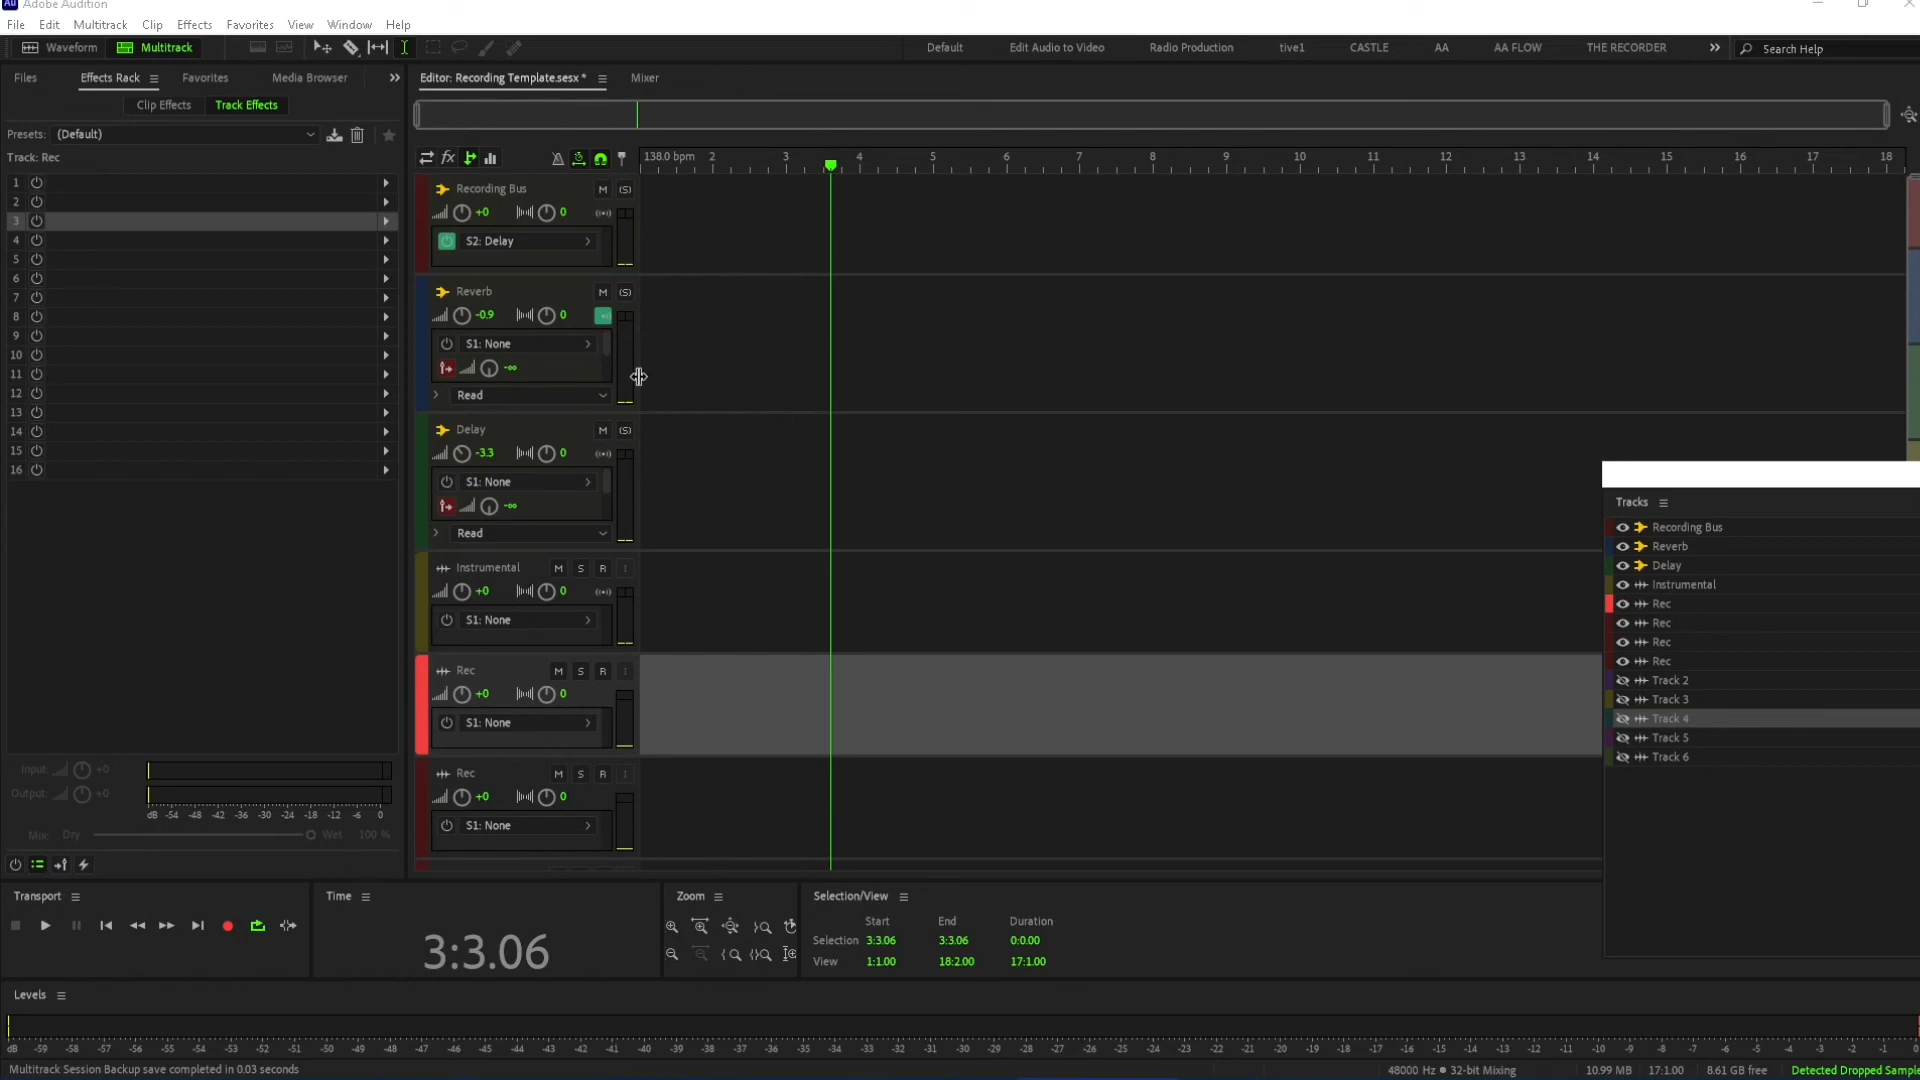 Au Adobe Audition
File Edit Multitrack Clip Effects Favorites View Window Help
Waveform Multitrack Default Edit Audio to Video Radio Production tive1 CASTLE AA AA FLOW THE RECORDER Search Help
Files Effects Rack Favorites Media Browser Editor: Recording Template.sesx * Mixer
Clip Effects Track Effects
Presets: (Default)
Track: Rec
1
2
3
4
5
6
7
8
9
10
11
12
13
14
15
16
Input: +0
Output: +0
dB -54 -48 -42 -36 -30 -24 -18 -12 -6 0
Mix: Dry Wet 100 %
fx
138.0 bpm 2 3 4 5 6 7 8 9 10 11 12 13 14 15 16 17 18
Recording Bus M (S)
+0 0
S2: Delay
Reverb M (S)
-0.9 0
S1: None
-∞
Read
Delay M (S)
-3.3 0
S1: None
-∞
Read
Instrumental M S R I
+0 0
S1: None
Rec M S R I
+0 0
S1: None
Rec M S R I
+0 0
S1: None
Tracks
Recording Bus
Reverb
Delay
Instrumental
Rec
Rec
Rec
Rec
Track 2
Track 3
Track 4
Track 5
Track 6
Transport
Time
3:3.06
Zoom
Selection/View
Start End Duration
Selection 3:3.06 3:3.06 0:0.00
View 1:1.00 18:2.00 17:1.00
Levels
dB -59 -58 -57 -56 -55 -54 -53 -52 -51 -50 -49 -48 -47 -46 -45 -44 -43 -42 -41 -40 -39 -38 -37 -36 -35 -34 -33 -32 -31 -30 -29 -28 -27 -26 -25 -24 -23 -22 -21 -20 -19 -18 -17 -16 -15 -14 -13 -12 -11 -10 -9 -8 -7 -6 -5 -4 -3 -2 -1 0
Multitrack Session Backup save completed in 0.03 seconds
48000 Hz ● 32-bit Mixing 10.99 MB 17:1.00 8.61 GB free Detected Dropped Sample